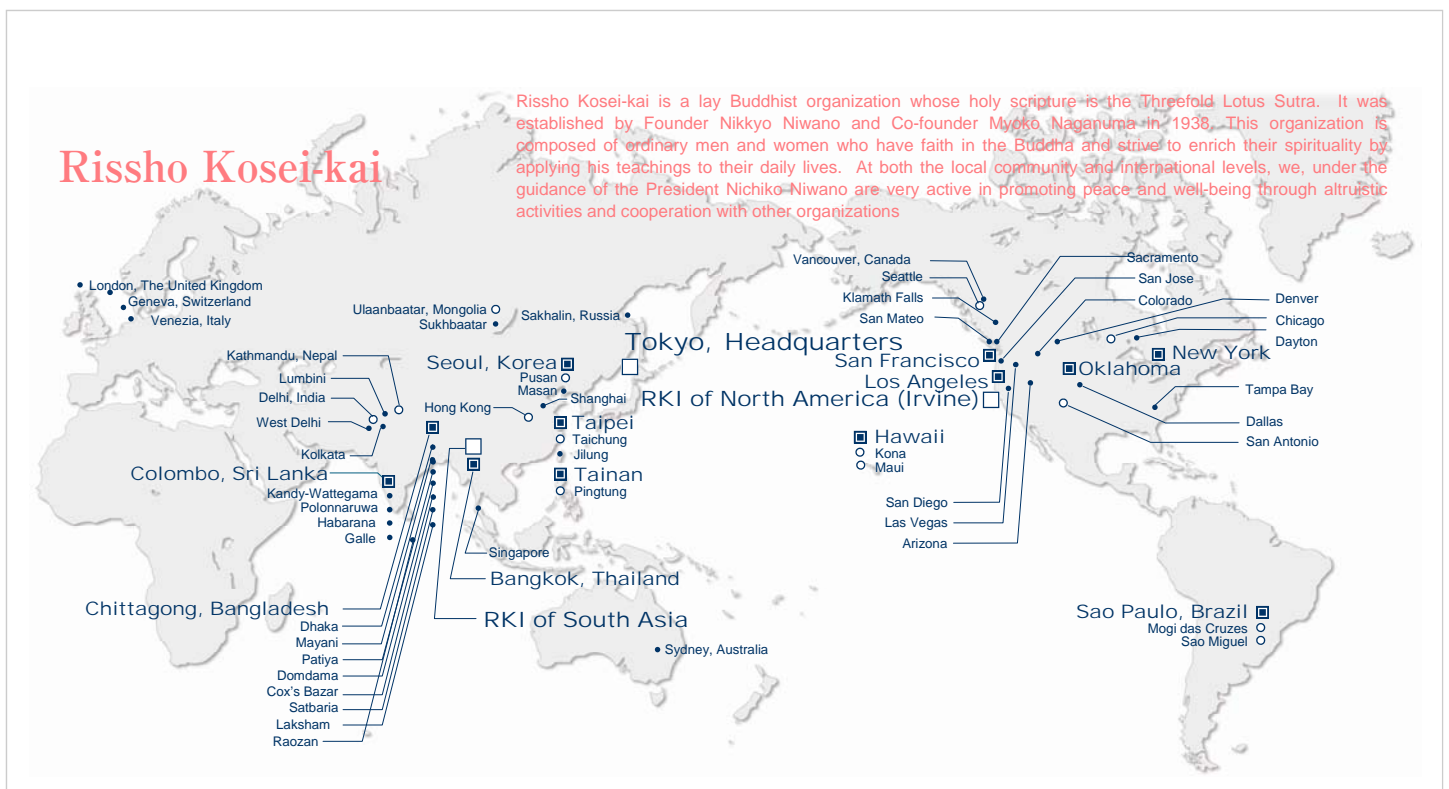 Rissho Kosei-kai
Rissho Kosei-kai is a lay Buddhist organization whose holy scripture is the Threefold Lotus Sutra. It was
established by Founder Nikkyo Niwano and Co-founder Myoko Naganuma in 1938. This organization is
composed of ordinary men and women who have faith in the Buddha and strive to enrich their spirituality by
applying his teachings to their daily lives. At both the local community and international levels, we, under the
guidance of the President Nichiko Niwano are very active in promoting peace and well-being through altruistic
activities and cooperation with other organizations
London, The United Kingdom
Geneva, Switzerland
Venezia, Italy
Ulaanbaatar, Mongolia
Sukhbaatar
Sakhalin, Russia
Tokyo, Headquarters
Seoul, Korea
Pusan
Masan
Shanghai
Hong Kong
Kathmandu, Nepal
Lumbini
Delhi, India
West Delhi
Kolkata
Colombo, Sri Lanka
Kandy-Wattegama
Polonnaruwa
Habarana
Galle
Taipei
Taichung
Jilung
Tainan
Pingtung
Singapore
Bangkok, Thailand
RKI of South Asia
Chittagong, Bangladesh
Dhaka
Mayani
Patiya
Domdama
Cox's Bazar
Satbaria
Laksham
Raozan
Sydney, Australia
Vancouver, Canada
Seattle
Klamath Falls
San Mateo
San Francisco
Los Angeles
RKI of North America (Irvine)
Hawaii
Kona
Maui
San Diego
Las Vegas
Arizona
Sacramento
San Jose
Colorado
Denver
Chicago
Dayton
New York
Oklahoma
Tampa Bay
Dallas
San Antonio
Sao Paulo, Brazil
Mogi das Cruzes
Sao Miguel